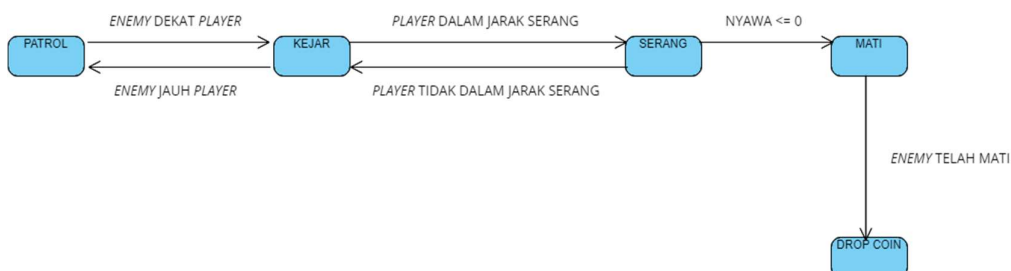 ENEMY DEKAT PLAYER
PLAYER DALAM JARAK SERANG
NYAWA <= 0
PATROL
KEJAR
SERANG
MATI
ENEMY JAUH PLAYER
PLAYER TIDAK DALAM JARAK SERANG
ENEMY TELAH MATI
DROP COIN